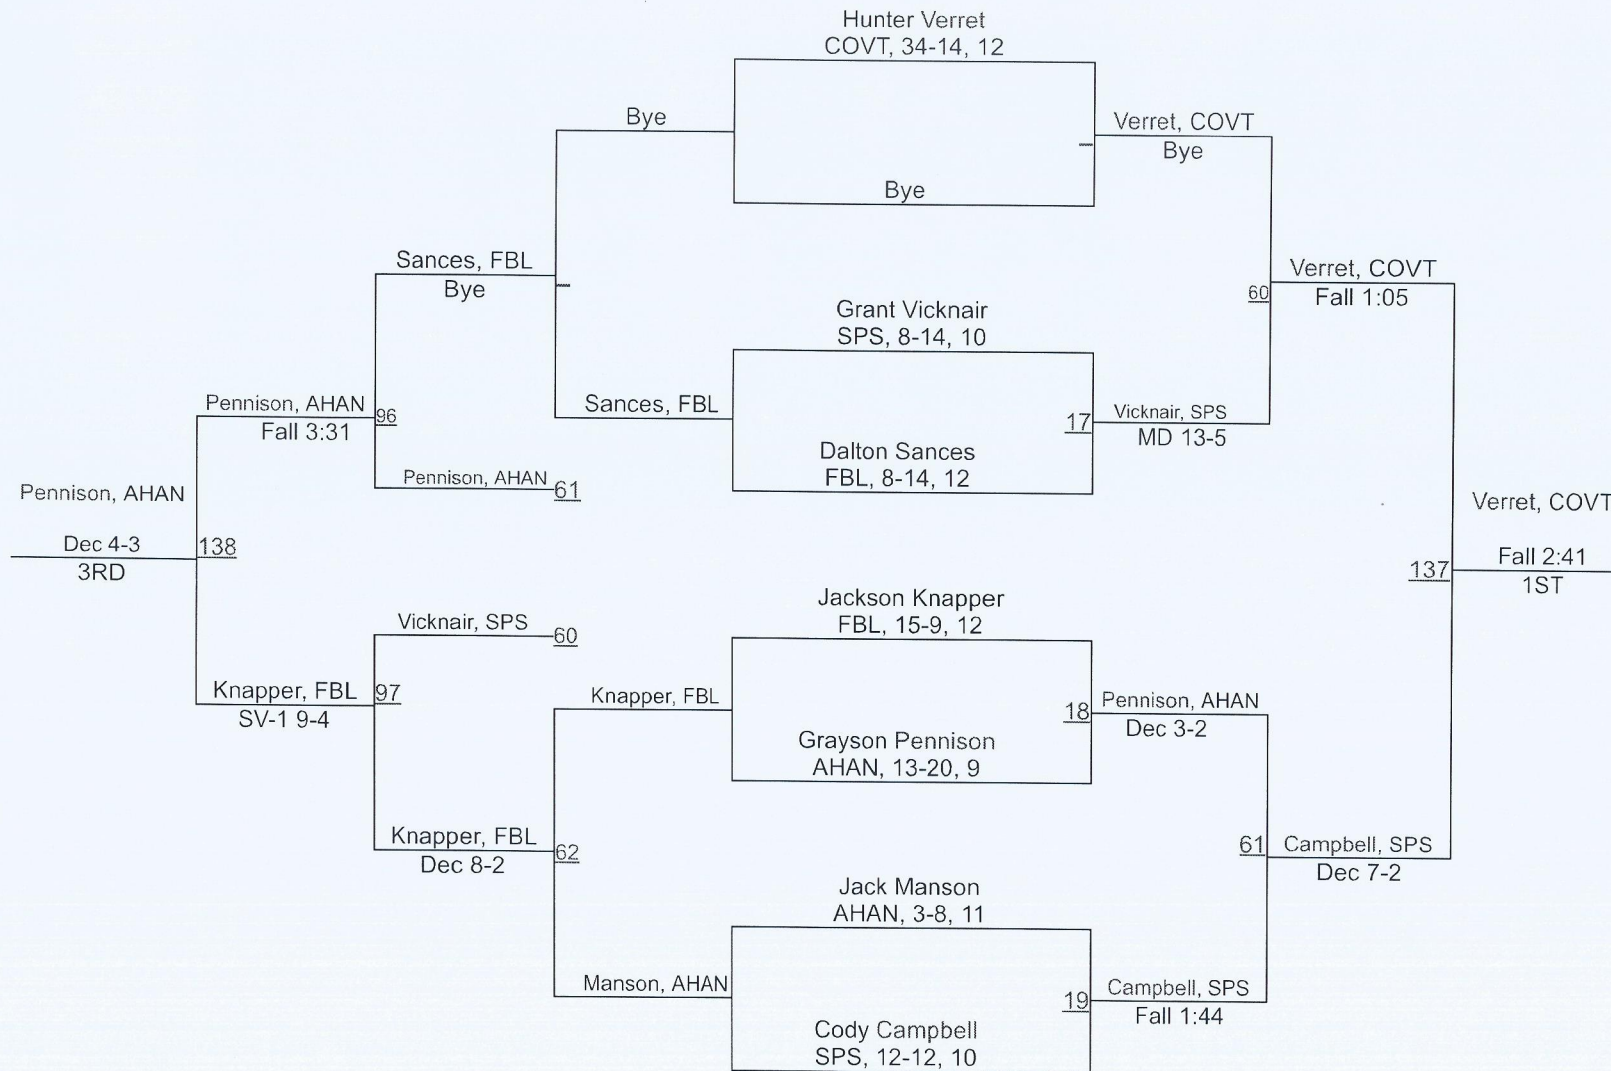 Hunter Verret
COVT, 34-14, 12
Bye
Verret, COVT
Bye
Bye
Sances, FBL
Bye
Verret, COVT
Fall 1:05
60
Grant Vicknair
SPS, 8-14, 10
Sances, FBL
Pennison, AHAN
Fall 3:31
96
17
Vicknair, SPS
MD 13-5
Dalton Sances
FBL, 8-14, 12
Pennison, AHAN
61
Pennison, AHAN
Dec 4-3
3RD
138
Verret, COVT
Fall 2:41
1ST
137
Jackson Knapper
FBL, 15-9, 12
Vicknair, SPS
60
Knapper, FBL
SV-1 9-4
97
Knapper, FBL
18
Pennison, AHAN
Dec 3-2
Grayson Pennison
AHAN, 13-20, 9
Knapper, FBL
Dec 8-2
62
61
Campbell, SPS
Dec 7-2
Jack Manson
AHAN, 3-8, 11
Manson, AHAN
19
Campbell, SPS
Fall 1:44
Cody Campbell
SPS, 12-12, 10